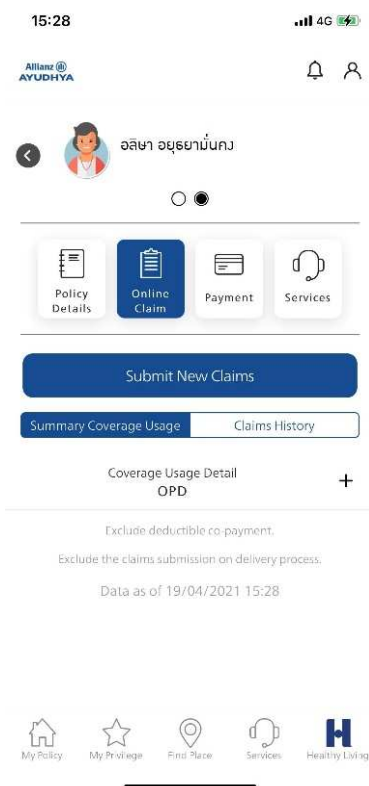 15:28
4G
Allianz
AYUDHYA
อลิษา อยุธยามั่นคง
Policy
Details
Online
Claim
Payment
Services
Submit New Claims
Summary Coverage Usage
Claims History
Coverage Usage Detail
OPD
+
Exclude deductible co-payment.
Exclude the claims submission on delivery process.
Data as of 19/04/2021 15:28
My Policy
My Privilege
Find Place
Services
Healthy Living